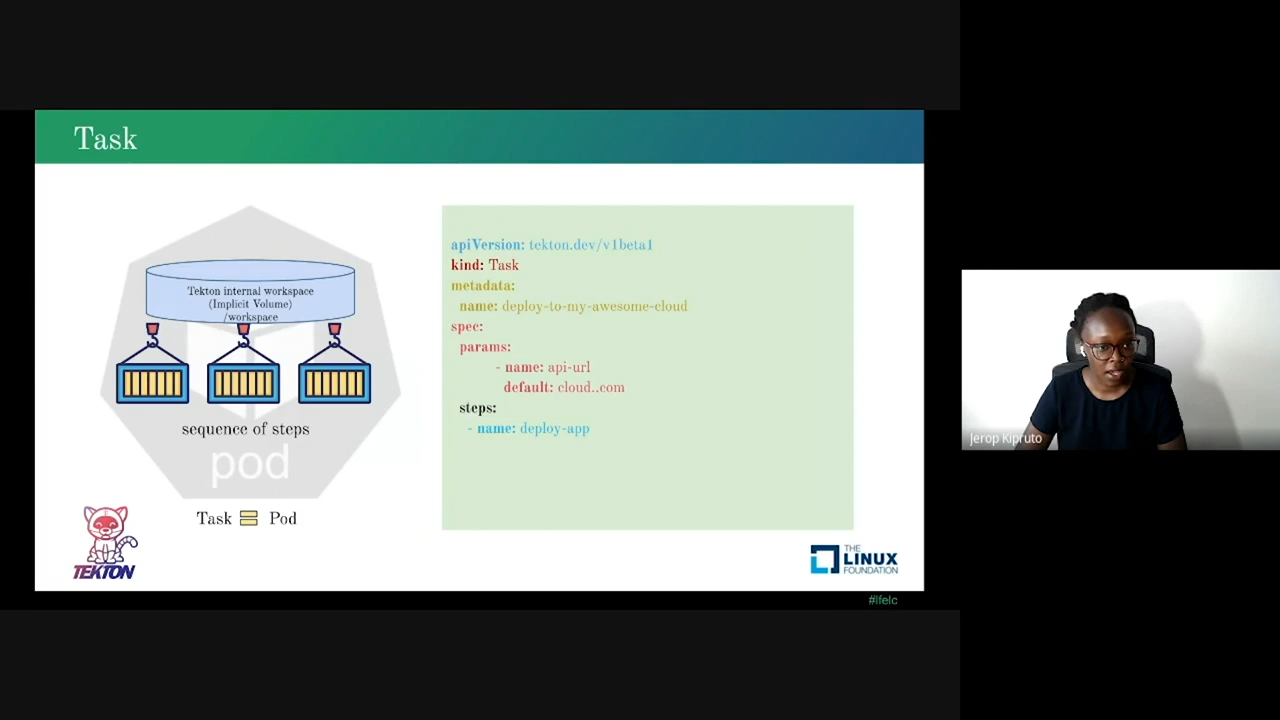 Task
Tekton internal workspace
(Implicit Volume)
/workspace
sequence of steps
pod
Task = Pod
TEKTON
apiVersion: tekton.dev/v1beta1
kind: Task
metadata:
name: deploy-to-my-awesome-cloud
spec:
params:
- name: api-url
default: cloud..com
steps:
- name: deploy-app
THE
LINUX
FOUNDATION
#lfelc
Jerop Kipruto